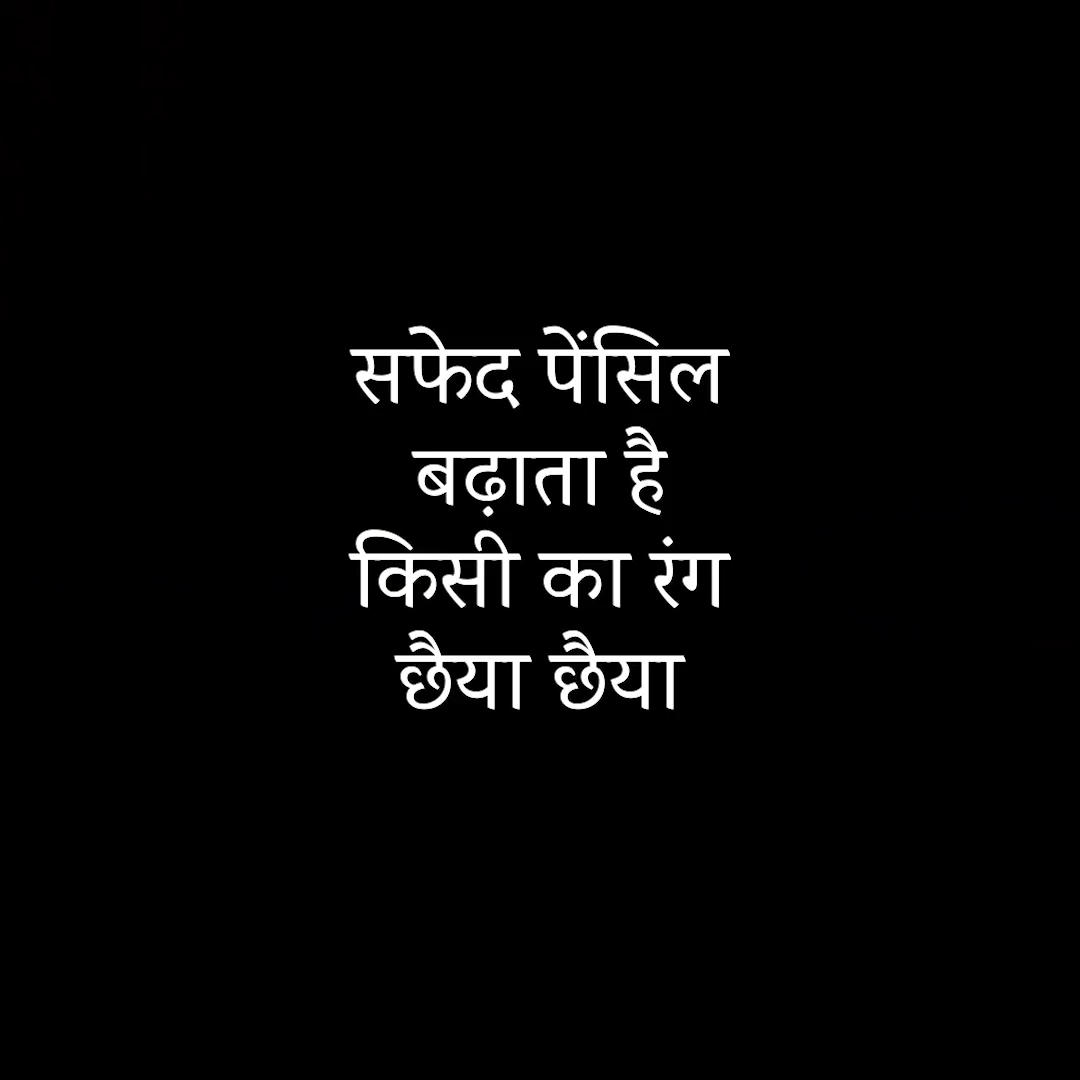 सफेद पेंसिल
बढ़ाता है
किसी का रंग
छैया छैया